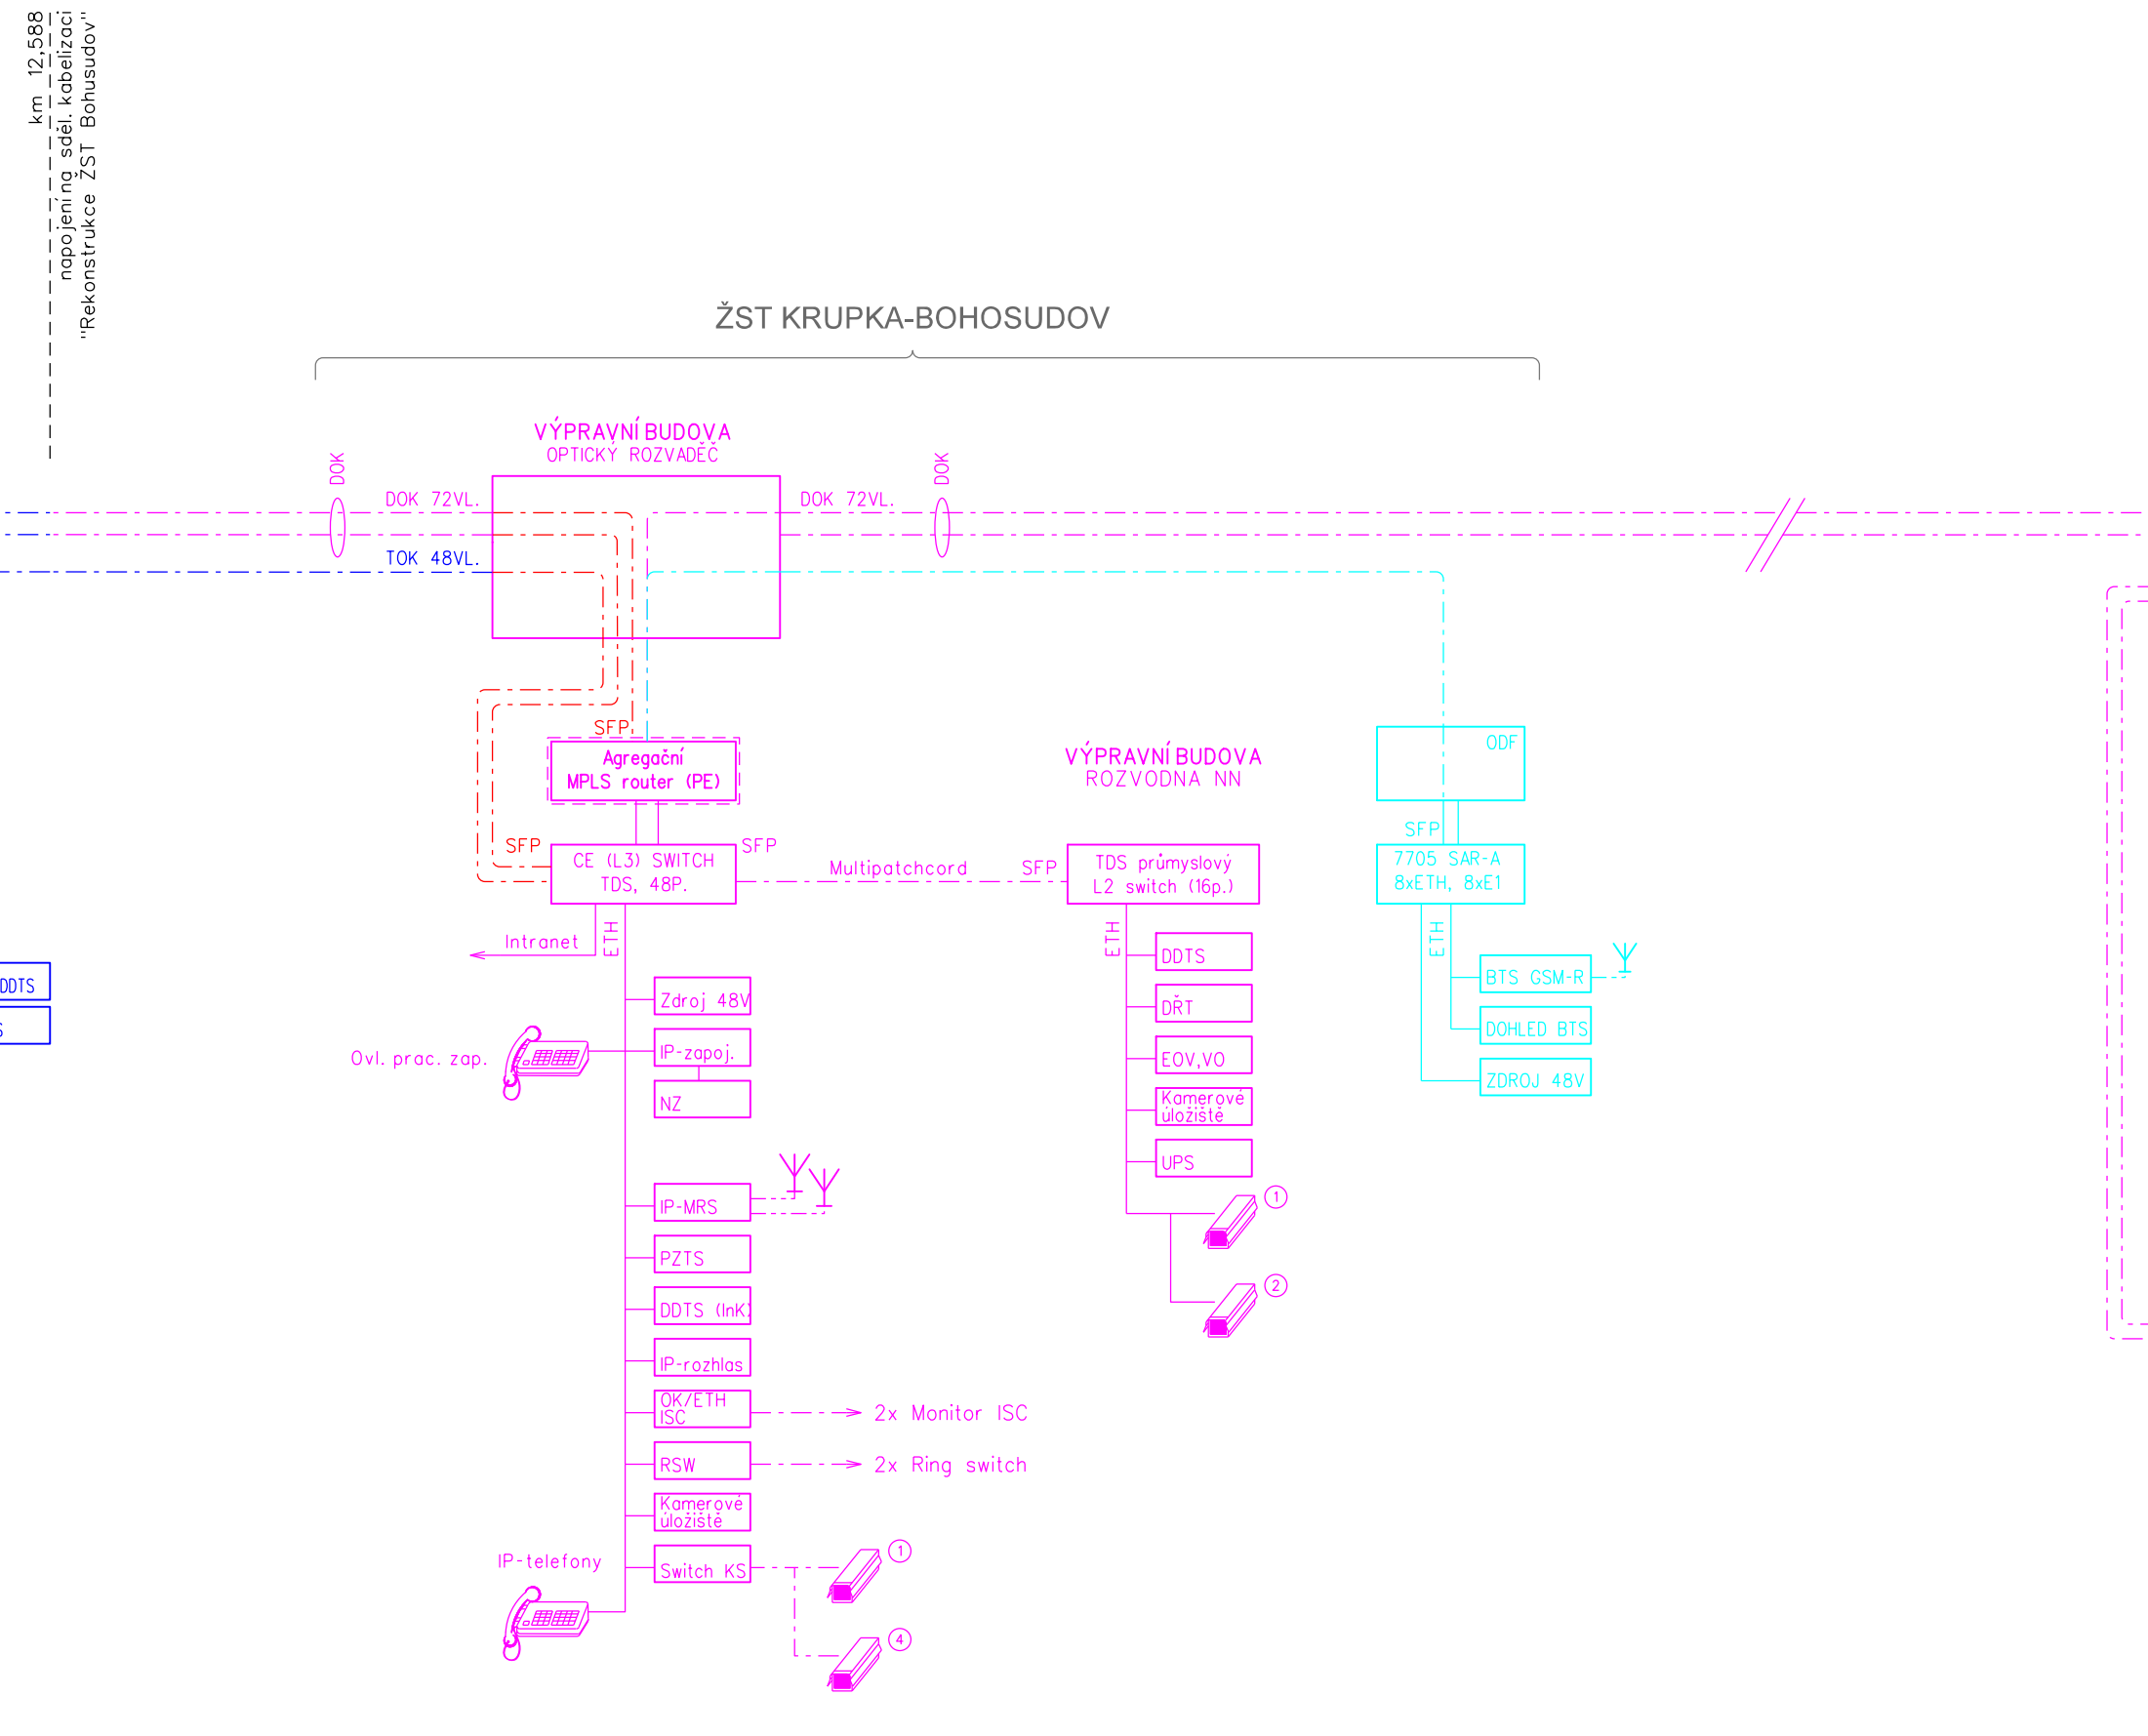 km 12,588
napojení na sděl. kabelizaci
"Rekonstrukce ŽST Bohusudov"
ŽST KRUPKA-BOHOSUDOV
VÝPRAVNÍ BUDOVA
OPTICKÝ ROZVADĚČ
DOK
DOK 72VL.
TOK 48VL.
DOK 72VL.
DOK
SFP
Agregační
MPLS router (PE)
SFP
CE (L3) SWITCH
TDS, 48P.
SFP
Multipatchcord
SFP
VÝPRAVNÍ BUDOVA
ROZVODNA NN
TDS průmyslový
L2 switch (16p.)
ODF
SFP
7705 SAR-A
8xETH, 8xE1
Intranet
ETH
ETH
ETH
DDTS
Zdroj 48V
Ovl. prac. zap.
IP-zapoj.
NZ
IP-MRS
PZTS
DDTS (InK)
IP-rozhlas
OK/ETH
ISC
2x Monitor ISC
RSW
2x Ring switch
Kamerové
úložiště
IP-telefony
Switch KS
1
4
DDTS
DŘT
EOV,VO
Kamerové
úložiště
UPS
1
2
BTS GSM-R
DOHLED BTS
ZDROJ 48V